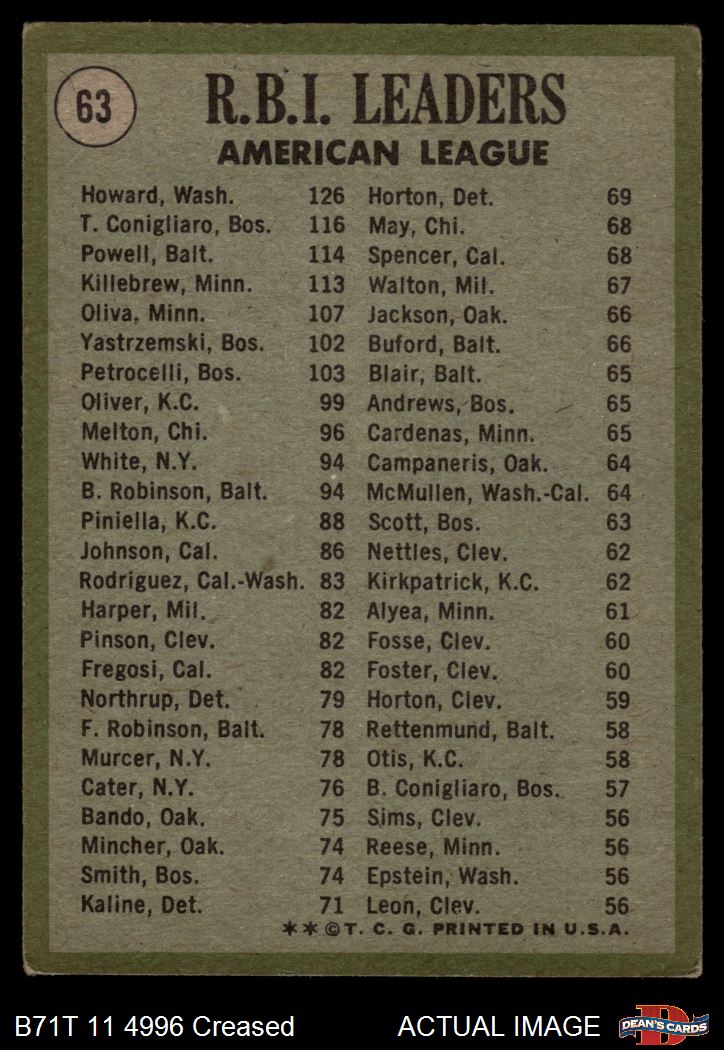 63
R.B.I. LEADERS
AMERICAN LEAGUE
Howard, Wash. 126
T. Conigliaro, Bos. 116
Powell, Balt. 114
Killebrew, Minn. 113
Oliva, Minn. 107
Yastrzemski, Bos. 102
Petrocelli, Bos. 103
Oliver, K.C. 99
Melton, Chi. 96
White, N.Y. 94
B. Robinson, Balt. 94
Piniella, K.C. 88
Johnson, Cal. 86
Rodriguez, Cal.-Wash. 83
Harper, Mil. 82
Pinson, Clev. 82
Fregosi, Cal. 82
Northrup, Det. 79
F. Robinson, Balt. 78
Murcer, N.Y. 78
Cater, N.Y. 76
Bando, Oak. 75
Mincher, Oak. 74
Smith, Bos. 74
Kaline, Det. 71
Horton, Det. 69
May, Chi. 68
Spencer, Cal. 68
Walton, Mil. 67
Jackson, Oak. 66
Buford, Balt. 66
Blair, Balt. 65
Andrews, Bos. 65
Cardenas, Minn. 65
Campaneris, Oak. 64
McMullen, Wash.-Cal. 64
Scott, Bos. 63
Nettles, Clev. 62
Kirkpatrick, K.C. 62
Alyea, Minn. 61
Fosse, Clev. 60
Foster, Clev. 60
Horton, Clev. 59
Rettenmund, Balt. 58
Otis, K.C. 58
B. Conigliaro, Bos. 57
Sims, Clev. 56
Reese, Minn. 56
Epstein, Wash. 56
Leon, Clev. 56
**©T. C. G. PRINTED IN U.S.A.
B71T 11 4996 Creased
ACTUAL IMAGE
D
DEAN'S CARDS